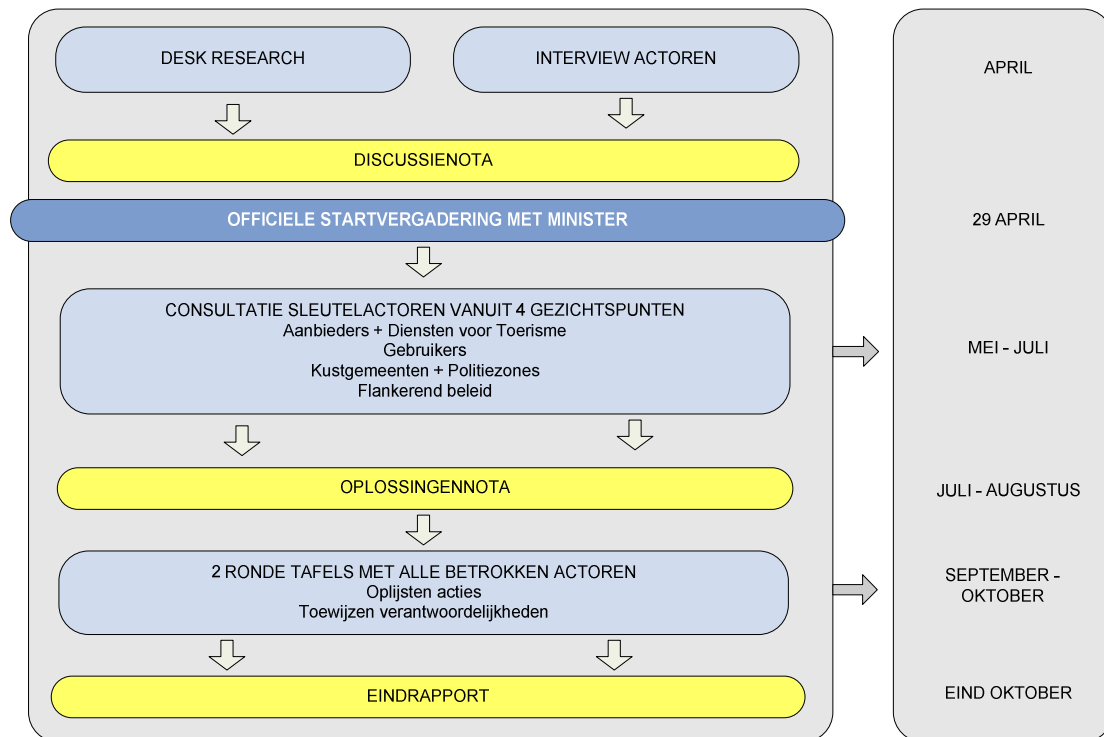 DESK RESEARCH
INTERVIEW ACTOREN
APRIL
DISCUSSIENOTA
OFFICIELE STARTVERGADERING MET MINISTER
29 APRIL
CONSULTATIE SLEUTELACTOREN VANUIT 4 GEZICHTSPUNTEN
Aanbieders + Diensten voor Toerisme
Gebruikers
Kustgemeenten + Politiezones
Flankerend beleid
MEI - JULI
OPLOSSINGENNOTA
JULI - AUGUSTUS
2 RONDE TAFELS MET ALLE BETROKKEN ACTOREN
Oplijsten acties
Toewijzen verantwoordelijkheden
SEPTEMBER -
OKTOBER
EINDRAPPORT
EIND OKTOBER